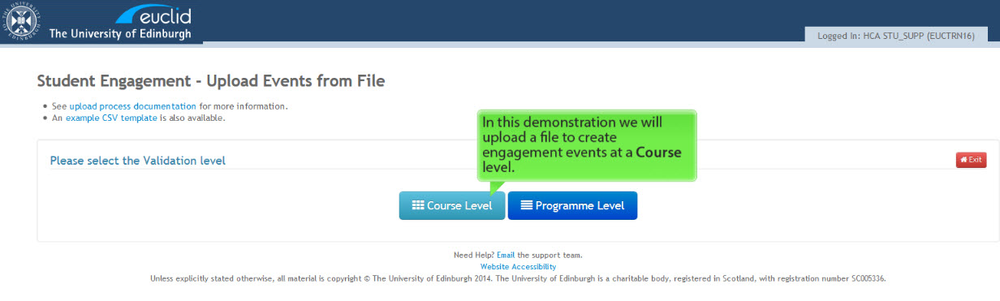 euclid
The University of Edinburgh
Logged In: HCA STU_SUPP (EUCTRN16)
Student Engagement - Upload Events from File
See upload process documentation for more information.
An example CSV template is also available.
In this demonstration we will
upload a file to create
engagement events at a Course
level.
Please select the Validation level
Exit
Course Level
Programme Level
Need Help? Email the support team.
Website Accessibility
Unless explicitly stated otherwise, all material is copyright © The University of Edinburgh 2014. The University of Edinburgh is a charitable body, registered in Scotland, with registration number SC005336.